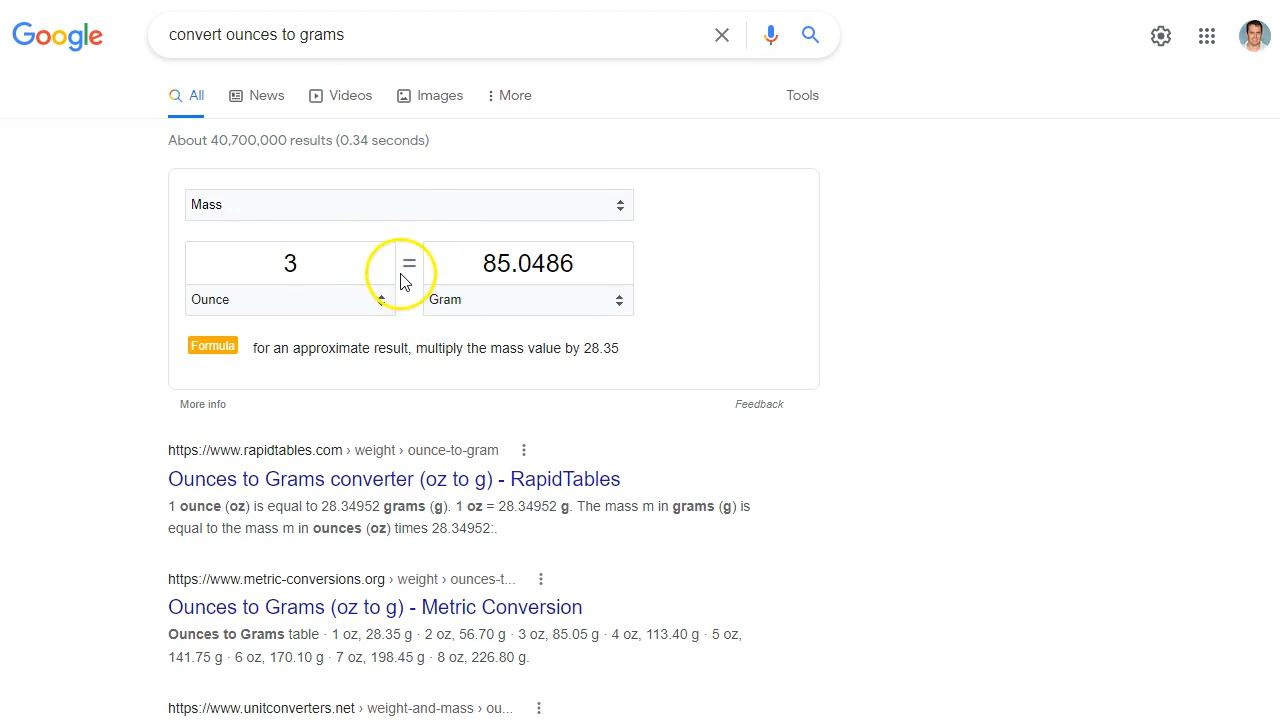 Google
convert ounces to grams
All News Videos Images More Tools
About 40,700,000 results (0.34 seconds)
Mass
3 = 85.0486
Ounce Gram
Formula for an approximate result, multiply the mass value by 28.35
More info Feedback
https://www.rapidtables.com › weight › ounce-to-gram
Ounces to Grams converter (oz to g) - RapidTables
1 ounce (oz) is equal to 28.34952 grams (g). 1 oz = 28.34952 g. The mass m in grams (g) is
equal to the mass m in ounces (oz) times 28.34952:.
https://www.metric-conversions.org › weight › ounces-t...
Ounces to Grams (oz to g) - Metric Conversion
Ounces to Grams table · 1 oz, 28.35 g · 2 oz, 56.70 g · 3 oz, 85.05 g · 4 oz, 113.40 g · 5 oz,
141.75 g · 6 oz, 170.10 g · 7 oz, 198.45 g · 8 oz, 226.80 g.
https://www.unitconverters.net › weight-and-mass › ou...